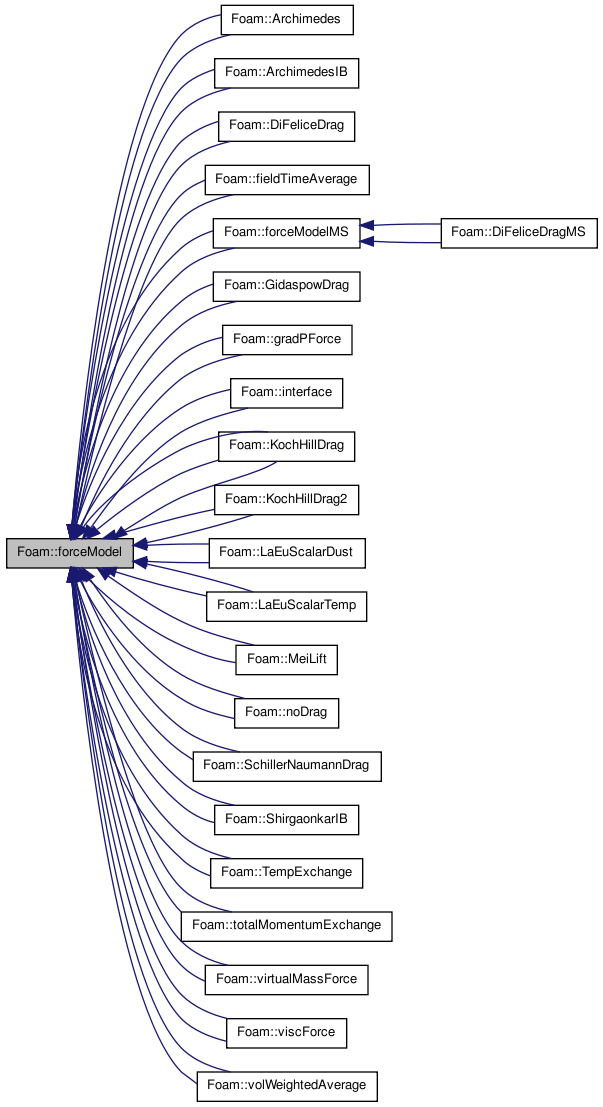 Foam::Archimedes
Foam::ArchimedesIB
Foam::DiFeliceDrag
Foam::fieldTimeAverage
Foam::forceModelMS
Foam::DiFeliceDragMS
Foam::GidaspowDrag
Foam::gradPForce
Foam::interface
Foam::KochHillDrag
Foam::KochHillDrag2
Foam::forceModel
Foam::LaEuScalarDust
Foam::LaEuScalarTemp
Foam::MeiLift
Foam::noDrag
Foam::SchillerNaumannDrag
Foam::ShirgaonkarIB
Foam::TempExchange
Foam::totalMomentumExchange
Foam::virtualMassForce
Foam::viscForce
Foam::volWeightedAverage